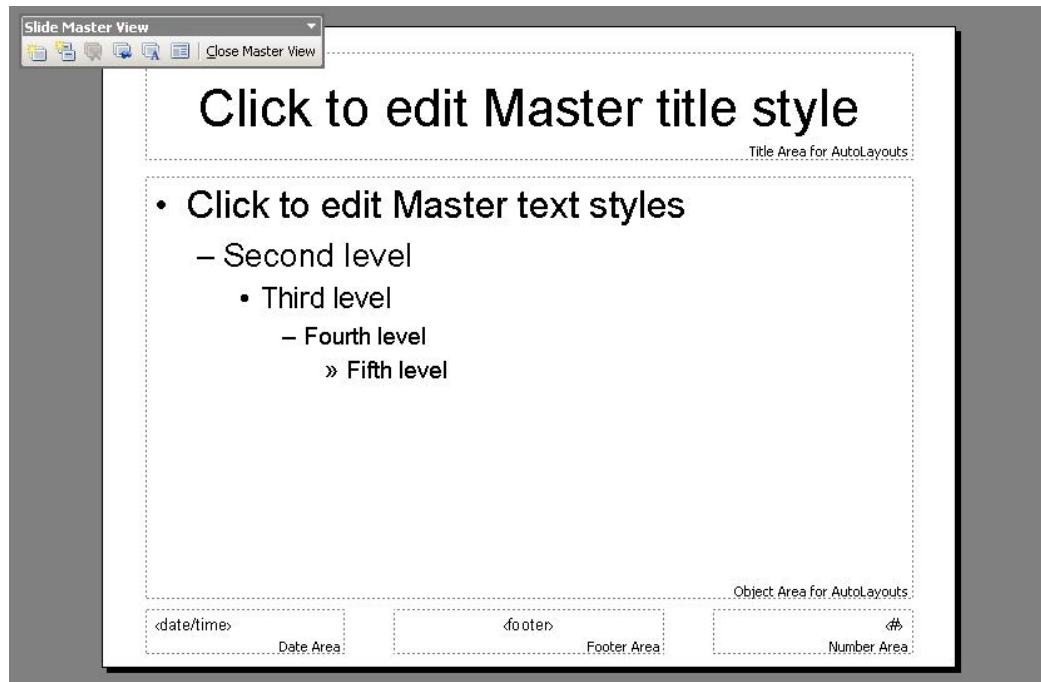 Slide Master View
Close Master View
Click to edit Master title style
Title Area for AutoLayouts
• Click to edit Master text styles
– Second level
• Third level
– Fourth level
» Fifth level
Object Area for AutoLayouts
<date/time>
Date Area
<footer>
Footer Area
<#>
Number Area